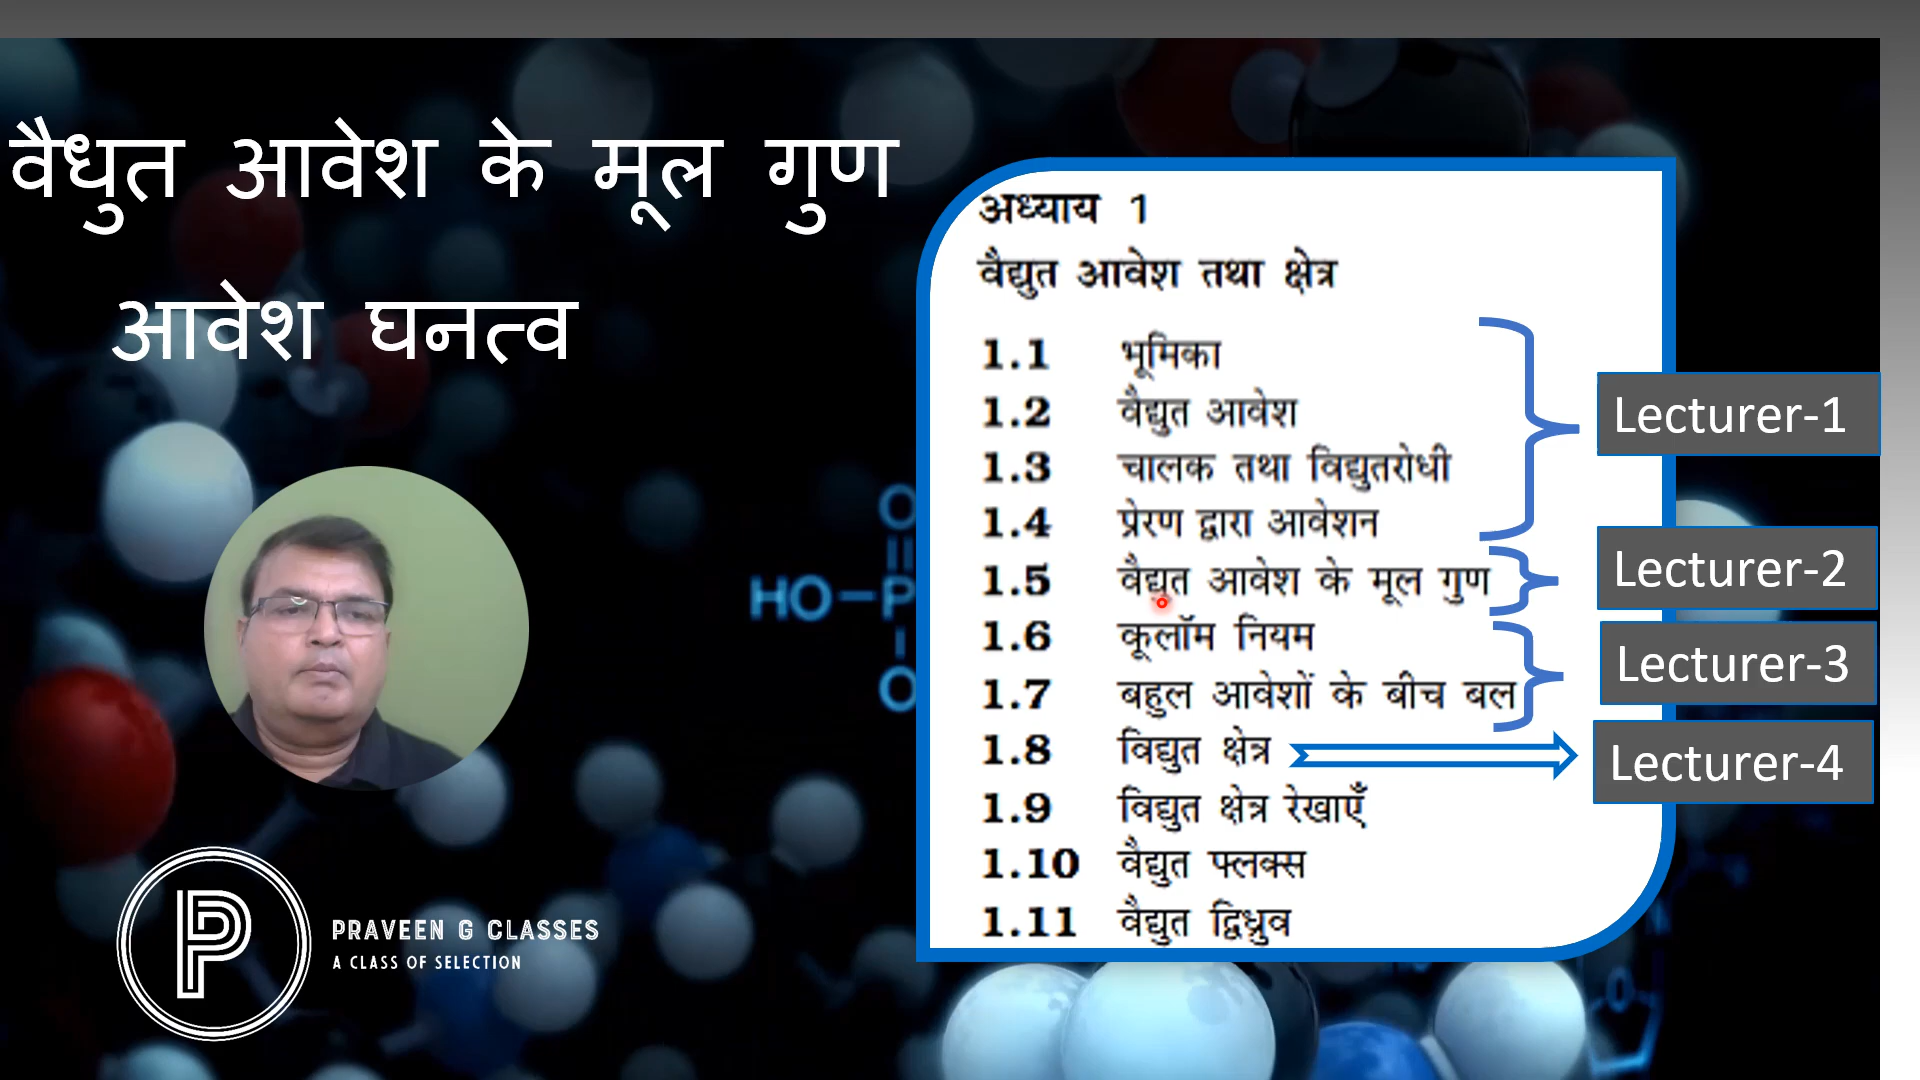 वैधुत आवेश के मूल गुण
आवेश घनत्व
अध्याय 1
वैद्युत आवेश तथा क्षेत्र
1.1 भूमिका
1.2 वैद्युत आवेश
1.3 चालक तथा विद्युतरोधी
1.4 प्रेरण द्वारा आवेशन
1.5 वैद्युत आवेश के मूल गुण
1.6 कूलॉम नियम
1.7 बहुल आवेशों के बीच बल
1.8 विद्युत क्षेत्र
1.9 विद्युत क्षेत्र रेखाएँ
1.10 वैद्युत फ्लक्स
1.11 वैद्युत द्विध्रुव
Lecturer-1
Lecturer-2
Lecturer-3
Lecturer-4
O
HO–P
O
P
PRAVEEN G CLASSES
A CLASS OF SELECTION